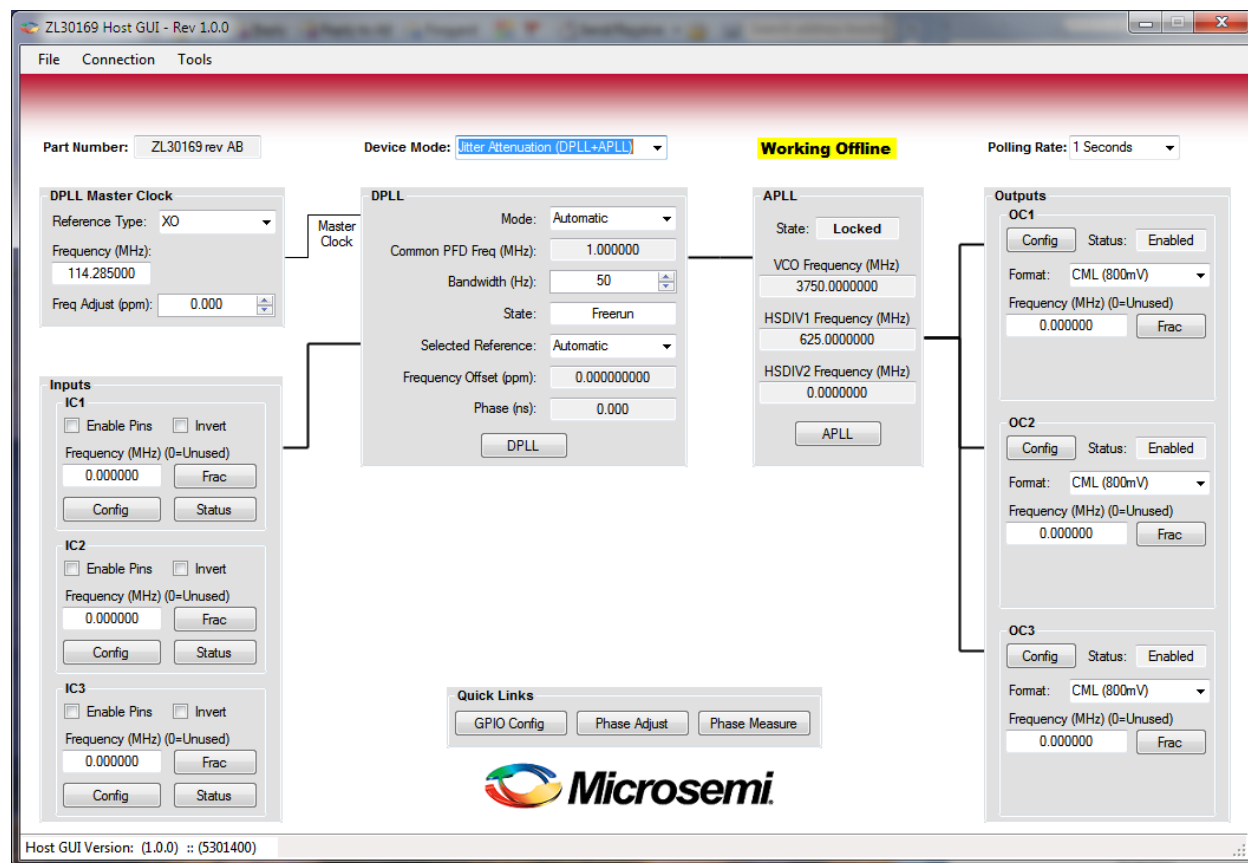 ZL30169 Host GUI - Rev 1.0.0
File Connection Tools
Part Number: ZL30169 rev AB
Device Mode: Jitter Attenuation (DPLL+APLL)
Working Offline
Polling Rate: 1 Seconds
DPLL Master Clock
Reference Type: XO
Frequency (MHz):
114.285000
Freq Adjust (ppm): 0.000
Master
Clock
Inputs
IC1
Enable Pins Invert
Frequency (MHz) (0=Unused)
0.000000 Frac
Config Status
IC2
Enable Pins Invert
Frequency (MHz) (0=Unused)
0.000000 Frac
Config Status
IC3
Enable Pins Invert
Frequency (MHz) (0=Unused)
0.000000 Frac
Config Status
DPLL
Mode: Automatic
Common PFD Freq (MHz): 1.000000
Bandwidth (Hz): 50
State: Freerun
Selected Reference: Automatic
Frequency Offset (ppm): 0.000000000
Phase (ns): 0.000
DPLL
APLL
State: Locked
VCO Frequency (MHz)
3750.0000000
HSDIV1 Frequency (MHz)
625.0000000
HSDIV2 Frequency (MHz)
0.0000000
APLL
Outputs
OC1
Config Status: Enabled
Format: CML (800mV)
Frequency (MHz) (0=Unused)
0.000000 Frac
OC2
Config Status: Enabled
Format: CML (800mV)
Frequency (MHz) (0=Unused)
0.000000 Frac
OC3
Config Status: Enabled
Format: CML (800mV)
Frequency (MHz) (0=Unused)
0.000000 Frac
Quick Links
GPIO Config Phase Adjust Phase Measure
Microsemi.
Host GUI Version: (1.0.0) :: (5301400)